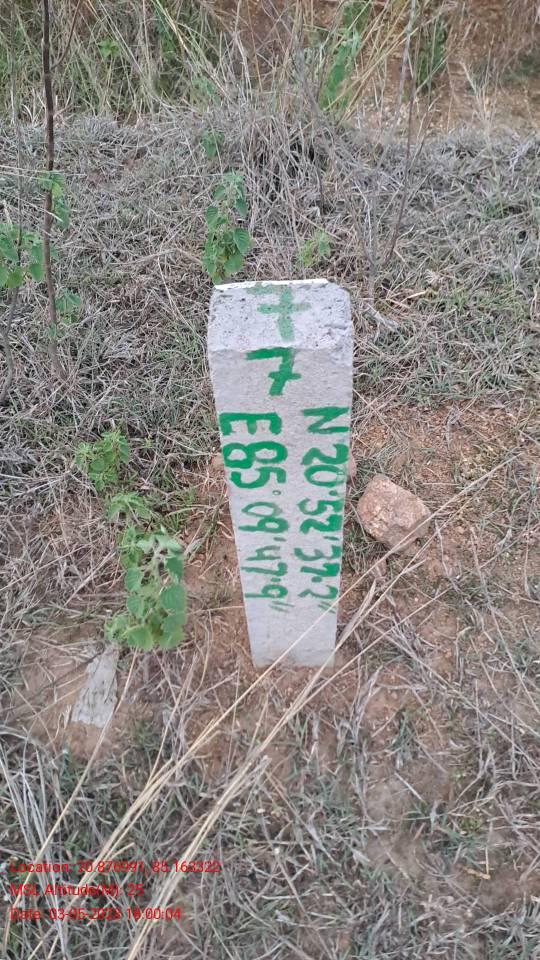 7
N 20°52'37.2"
E 85°09'47.9"
Location: 20.876991, 85.163322
MSL Altitude(M): 25
Date: 03-05-2023 18:00:04